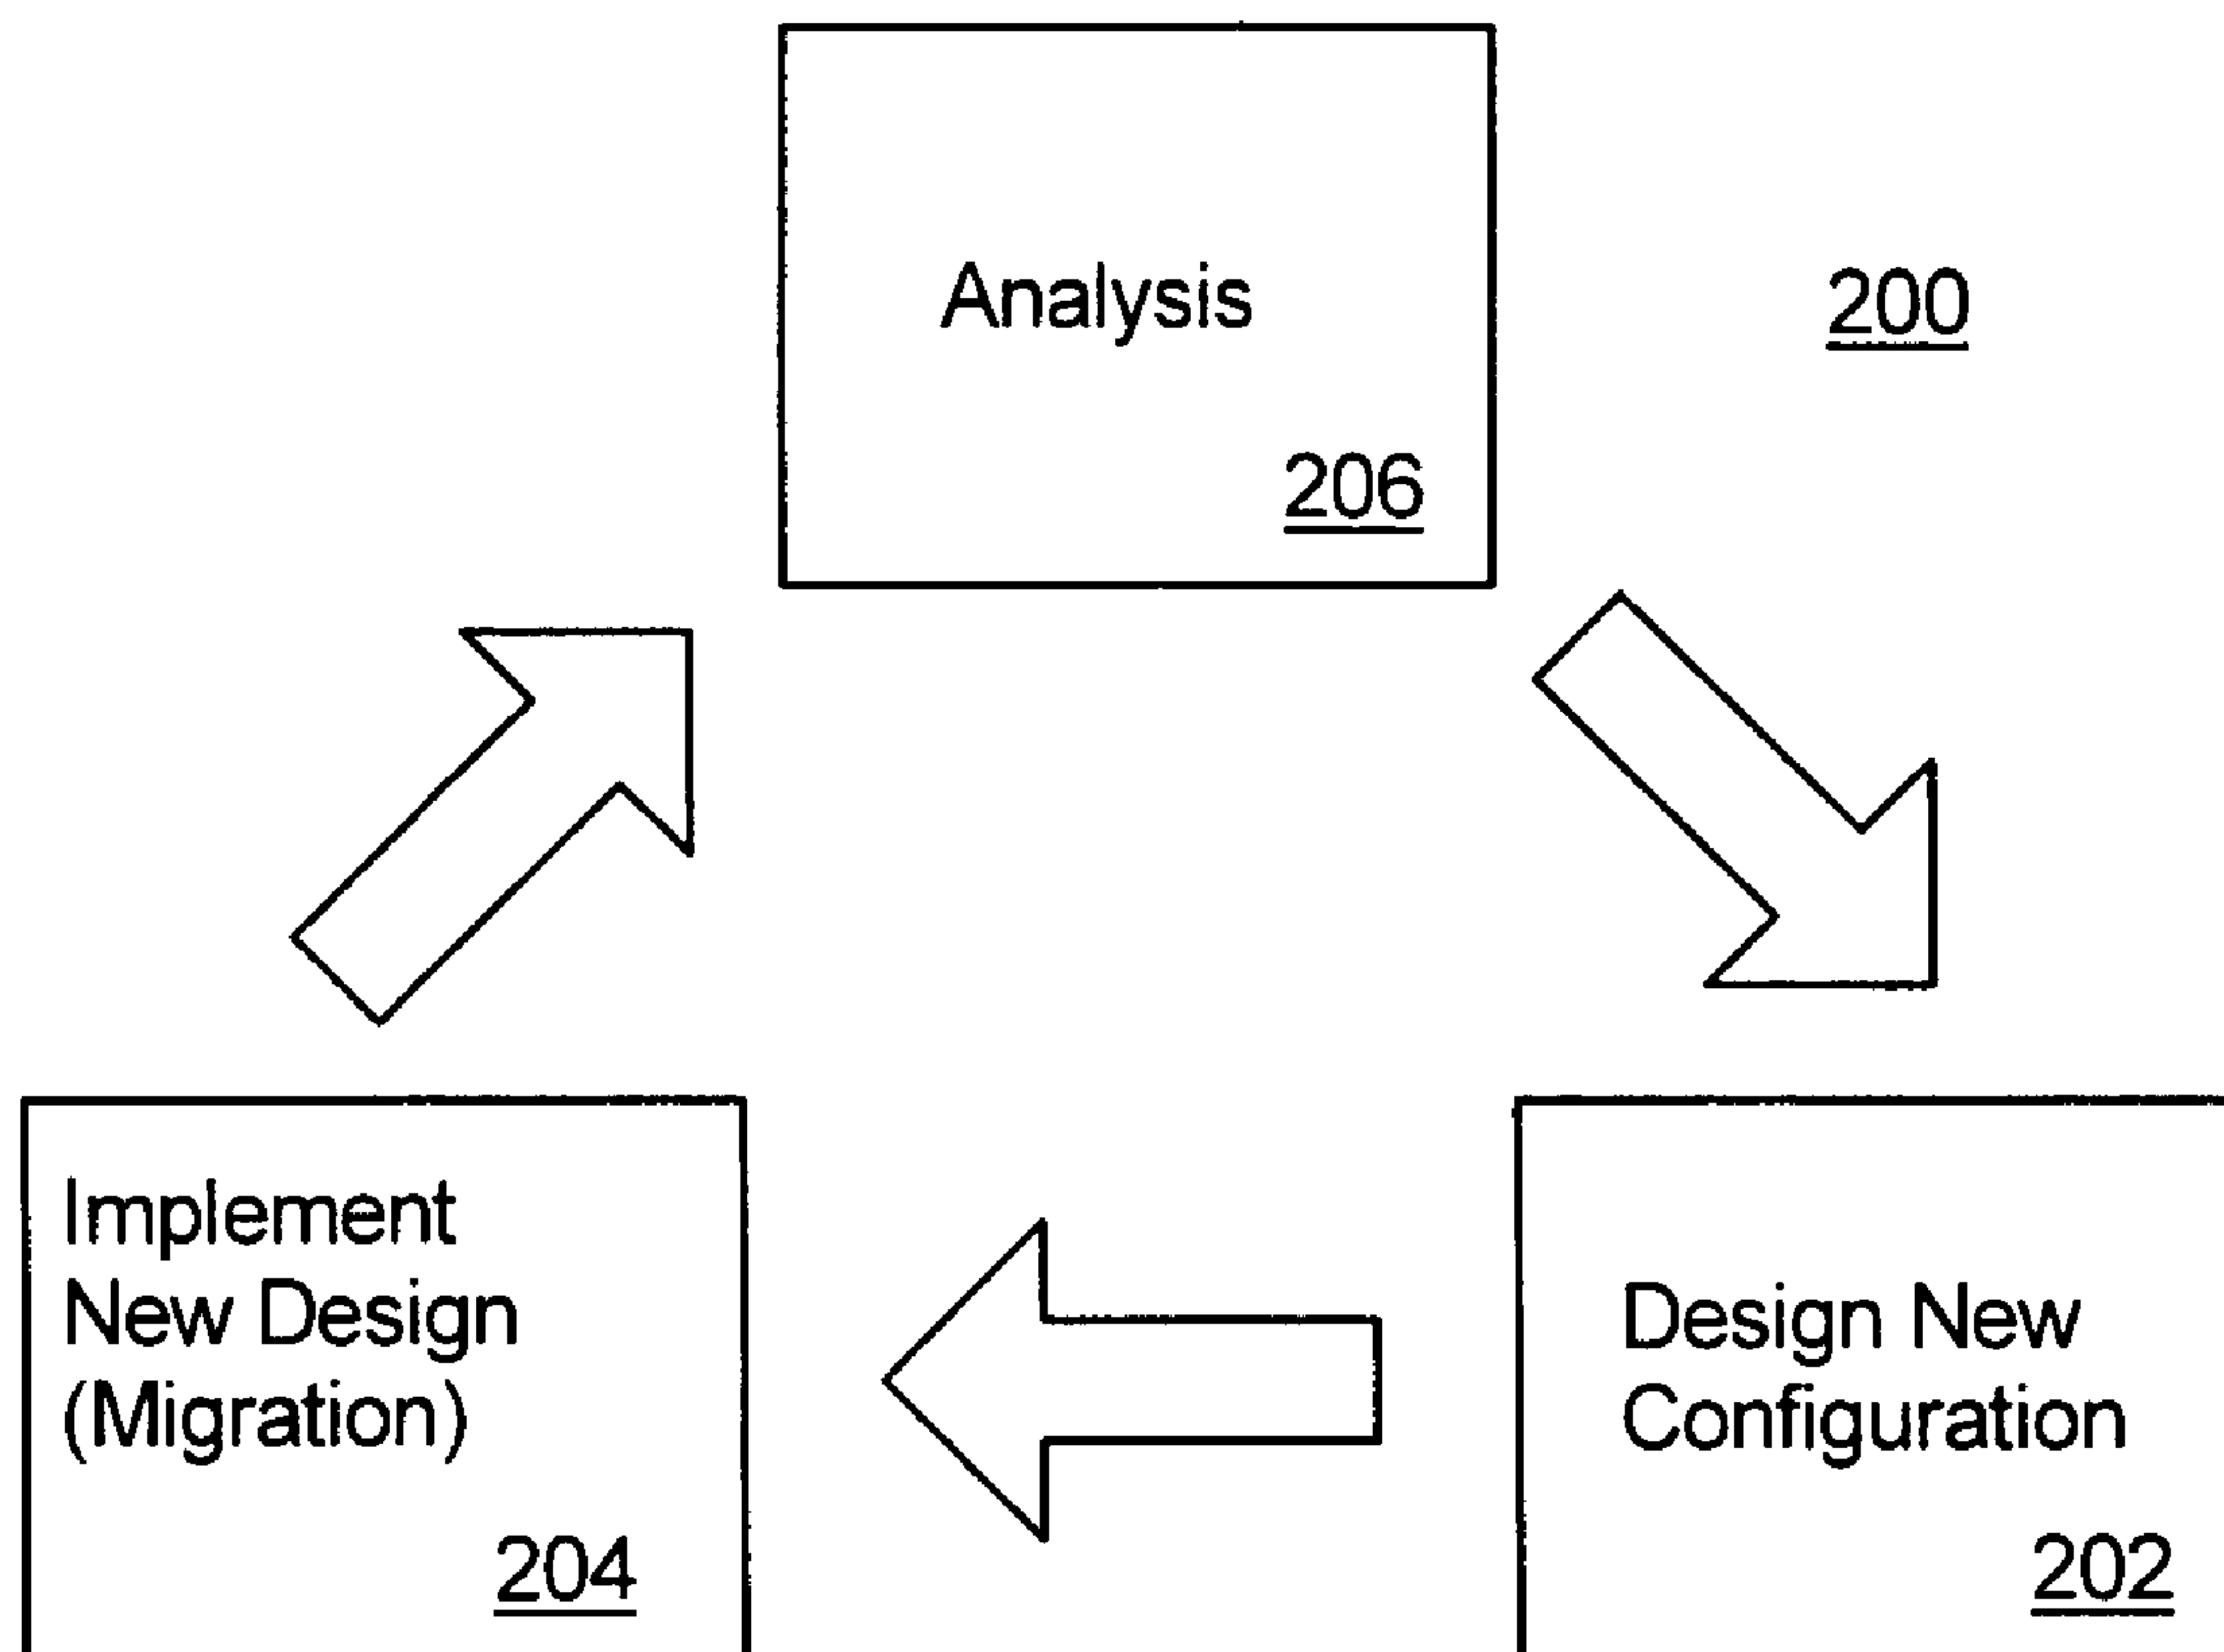 Analysis
200
206
Implement
New Design
(Migration)
204
Design New
Configuration
202